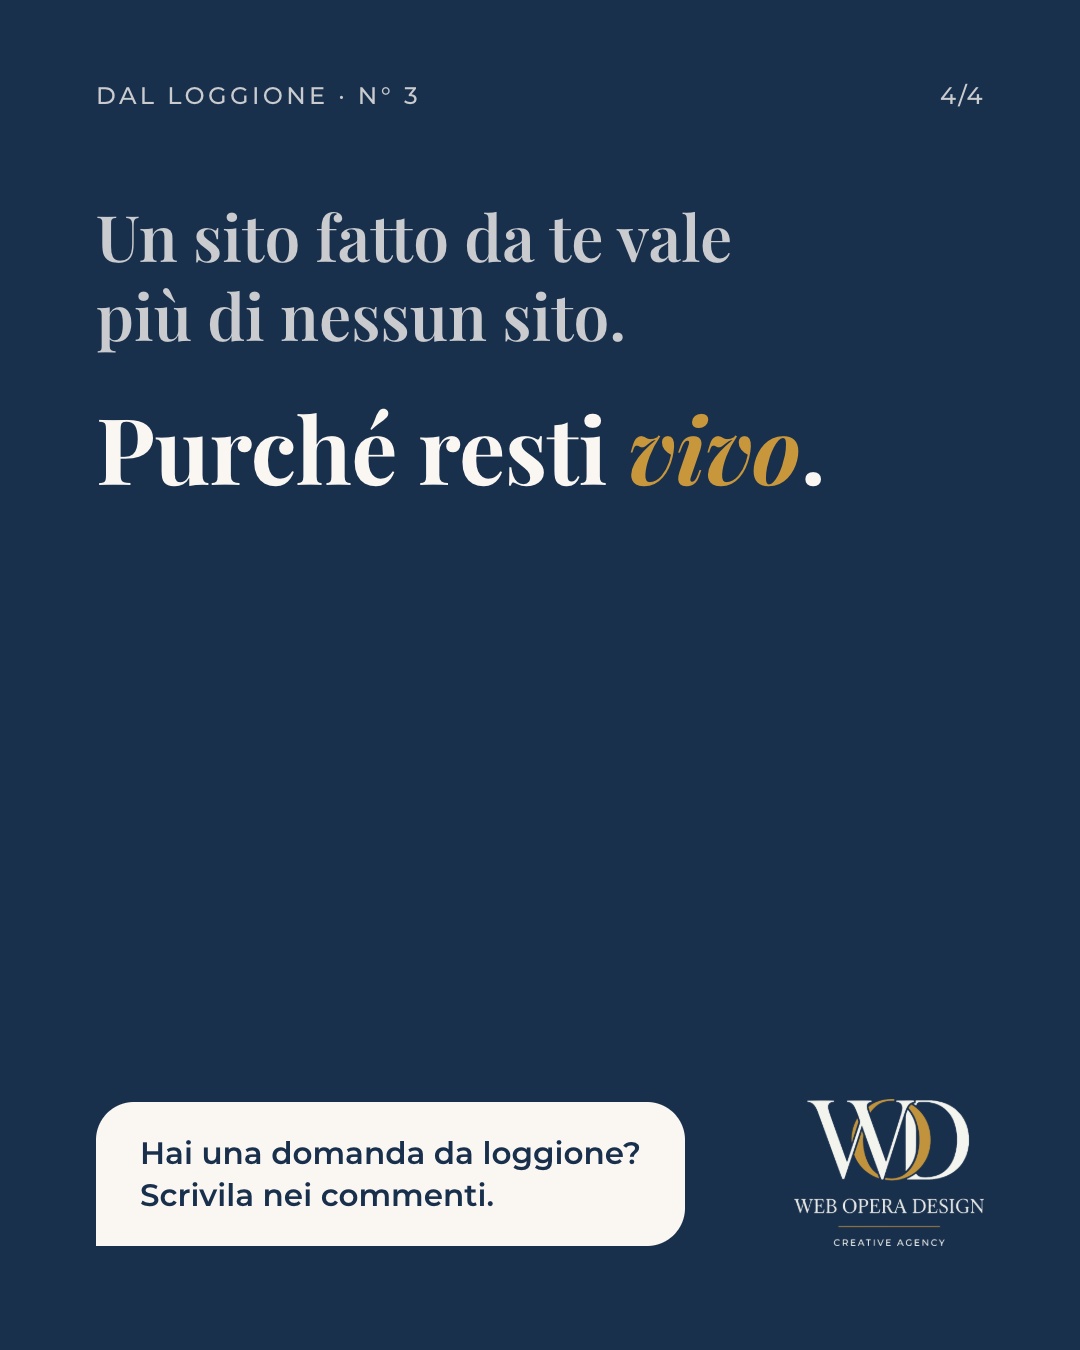 DAL LOGGIONE · N° 3
4/4
Un sito fatto da te vale
più di nessun sito.
Purché resti vivo.
Hai una domanda da loggione?
Scrivila nei commenti.
WOD
WEB OPERA DESIGN
CREATIVE AGENCY